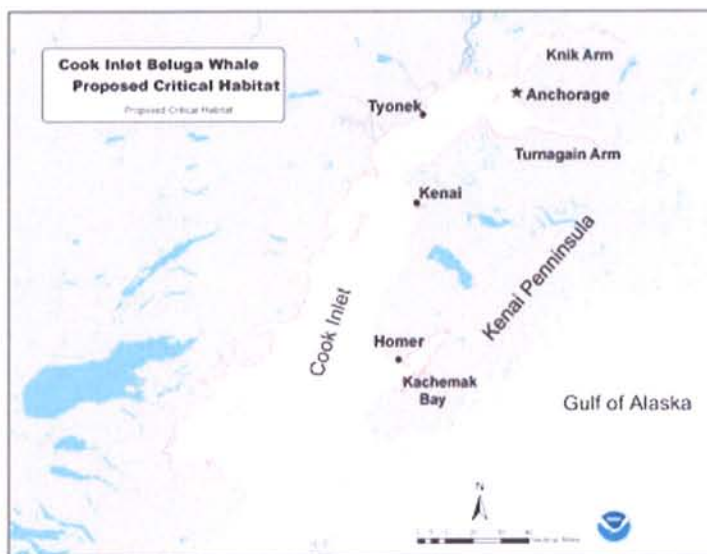 Cook Inlet Beluga Whale
Proposed Critical Habitat
Proposed Critical Habitat
Knik Arm
Anchorage
Tyonek
Turnagain Arm
Kenai
Kenai Penninsula
Cook Inlet
Homer
Kachemak
Bay
Gulf of Alaska
N